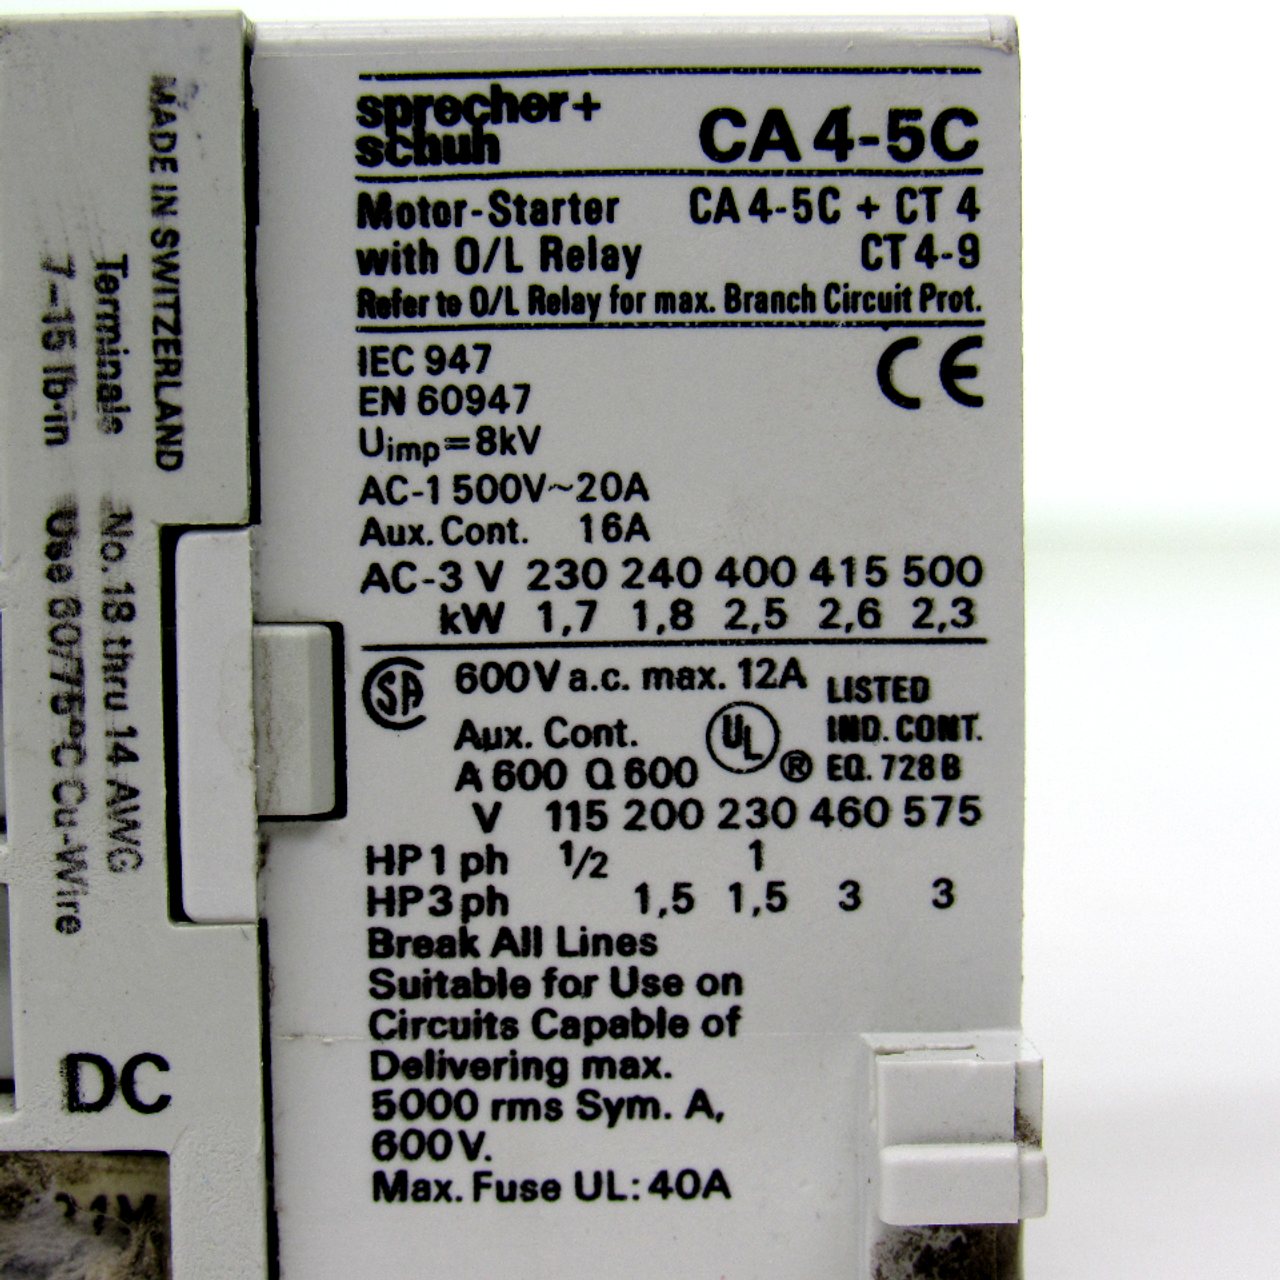 MADE IN SWITZERLAND
Terminals No. 18 thru 14 AWG
7-15 lb-in Use 60/75°C Cu-Wire
DC
sprecher+
schuh
CA 4-5C
Motor-Starter CA 4-5C + CT 4
with O/L Relay CT 4-9
Refer to O/L Relay for max. Branch Circuit Prot.
IEC 947
EN 60947
CE
Uimp=8kV
AC-1 500V~20A
Aux. Cont. 16A
AC-3 V 230 240 400 415 500
kW 1,7 1,8 2,5 2,6 2,3
SA 600V a.c. max. 12A
Aux. Cont.
A 600 Q 600
UL ®
LISTED
IND. CONT.
EQ. 728 B
V 115 200 230 460 575
HP 1 ph 1/2 1
HP 3 ph 1,5 1,5 3 3
Break All Lines
Suitable for Use on
Circuits Capable of
Delivering max.
5000 rms Sym. A,
600 V.
Max. Fuse UL: 40A